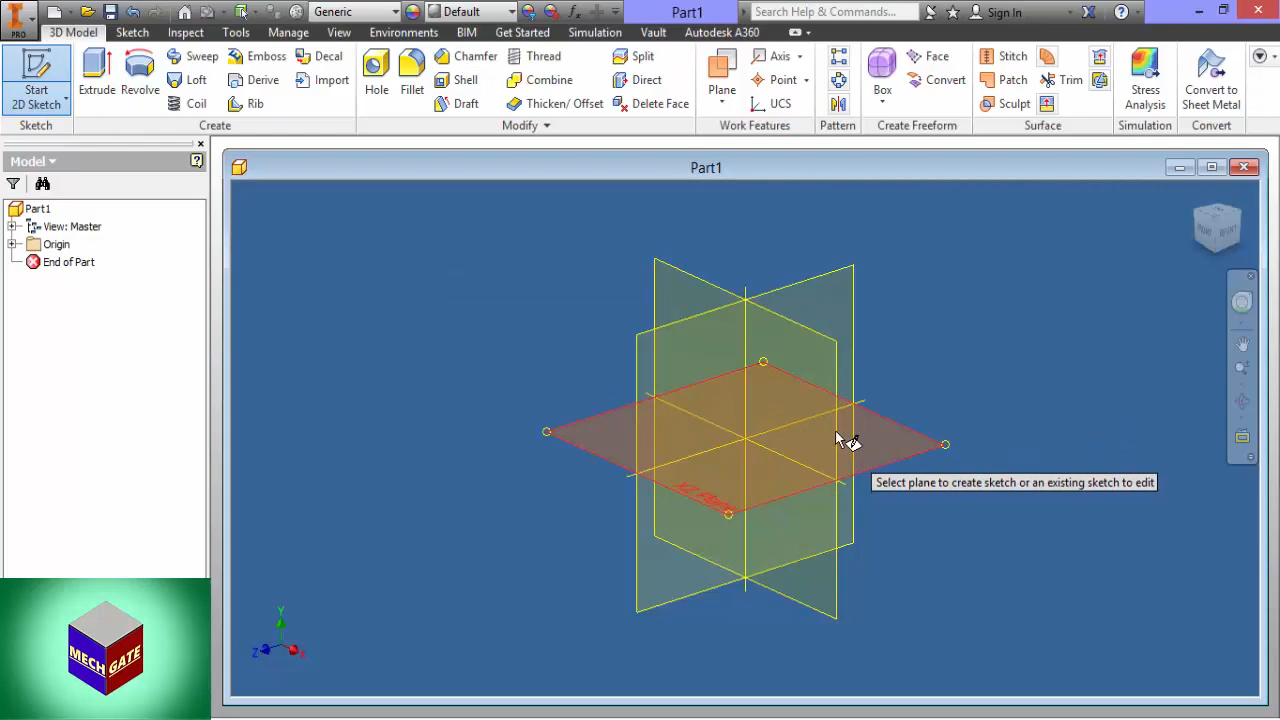 PRO
Generic
Default
fx
Part1
Search Help & Commands...
Sign In
3D Model
Sketch
Inspect
Tools
Manage
View
Environments
BIM
Get Started
Simulation
Vault
Autodesk A360
Start
2D Sketch
Extrude
Revolve
Sweep
Loft
Coil
Emboss
Derive
Rib
Decal
Import
Hole
Fillet
Chamfer
Shell
Draft
Thread
Combine
Thicken/ Offset
Split
Direct
Delete Face
Plane
Axis
Point
UCS
Box
Face
Convert
Stitch
Patch
Sculpt
Trim
Stress
Analysis
Convert to
Sheet Metal
Sketch
Create
Modify
Work Features
Pattern
Create Freeform
Surface
Simulation
Convert
Model
Part1
View: Master
Origin
End of Part
Part1
XZ Plane
Select plane to create sketch or an existing sketch to edit
Y
Z
X
MECH GATE